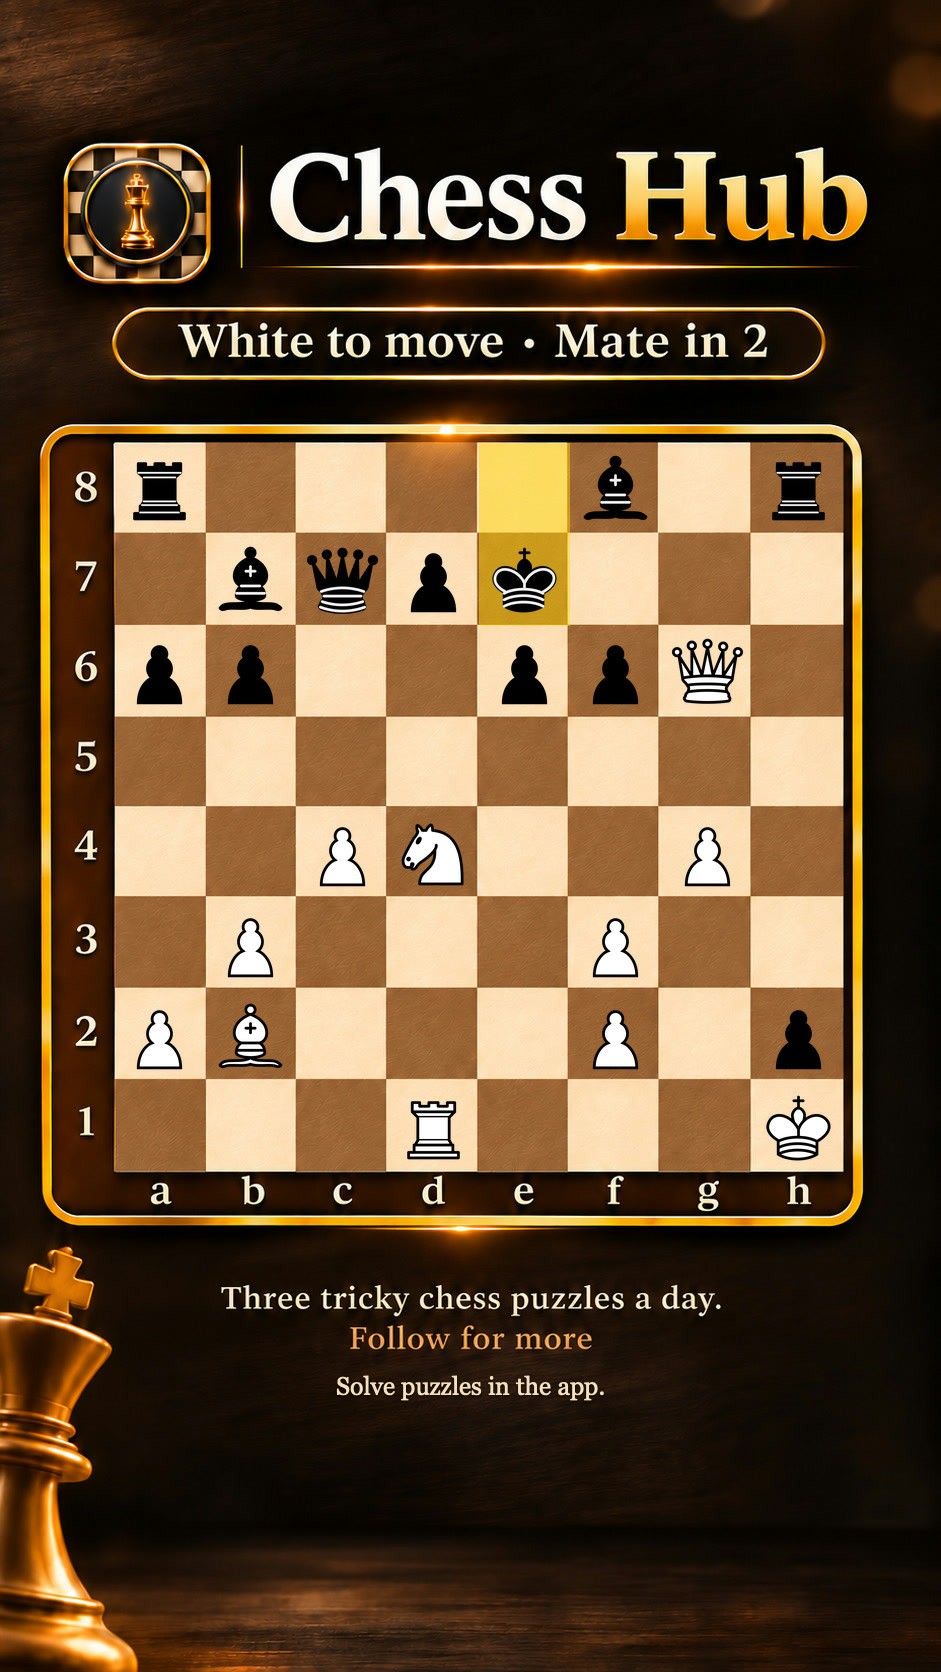 Chess Hub
White to move · Mate in 2
8
7
6
5
4
3
2
1
a b c d e f g h
Three tricky chess puzzles a day.
Follow for more
Solve puzzles in the app.